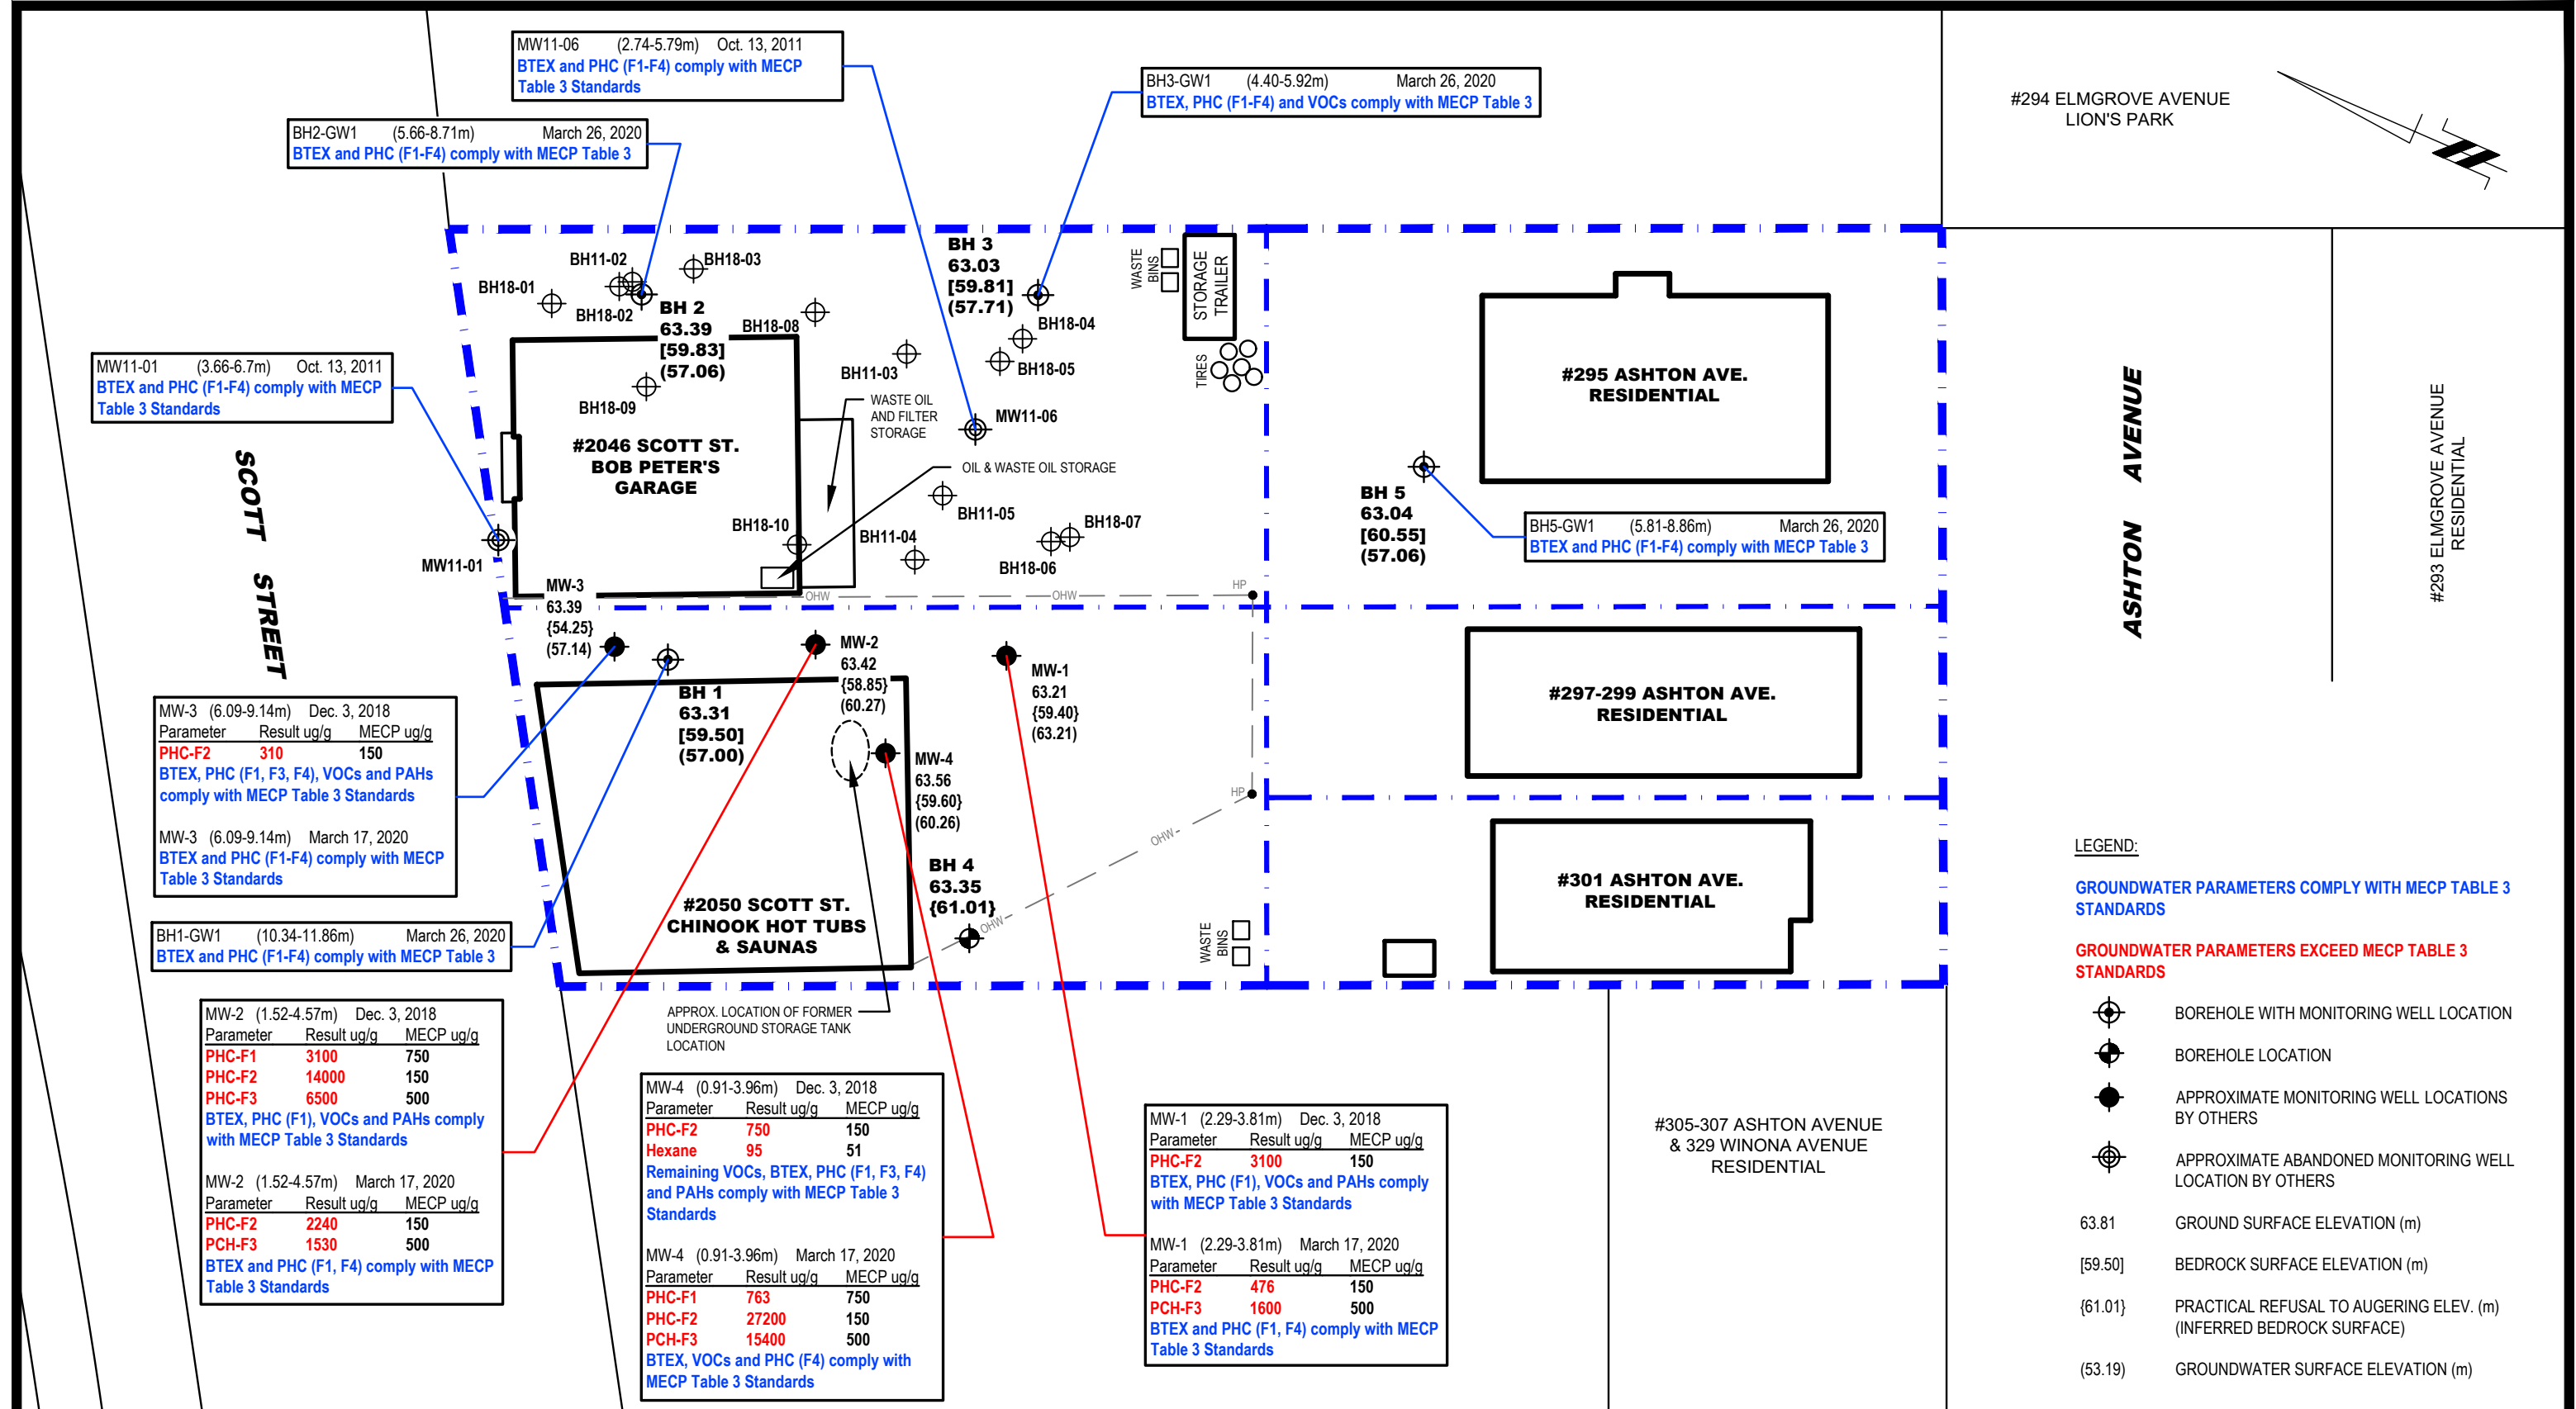 MW11-06 (2.74-5.79m) Oct. 13, 2011
BTEX and PHC (F1-F4) comply with MECP
Table 3 Standards
BH3-GW1 (4.40-5.92m) March 26, 2020
BTEX, PHC (F1-F4) and VOCs comply with MECP Table 3
#294 ELMGROVE AVENUE
LION'S PARK
BH2-GW1 (5.66-8.71m) March 26, 2020
BTEX and PHC (F1-F4) comply with MECP Table 3
BH11-02
BH18-03
BH18-01
BH18-02
BH 2
63.39
[59.83]
(57.06)
BH18-08
BH 3
63.03
[59.81]
(57.71)
BH18-04
BH18-05
BH11-03
WASTE
BINS
STORAGE
TRAILER
TIRES
MW11-01 (3.66-6.7m) Oct. 13, 2011
BTEX and PHC (F1-F4) comply with MECP
Table 3 Standards
BH18-09
WASTE OIL
AND FILTER
STORAGE
MW11-06
#2046 SCOTT ST.
BOB PETER'S
GARAGE
OIL & WASTE OIL STORAGE
#295 ASHTON AVE.
RESIDENTIAL
ASHTON AVENUE
#293 ELMGROVE AVENUE
RESIDENTIAL
SCOTT STREET
BH18-10
BH11-04
BH11-05
BH18-07
BH18-06
BH 5
63.04
[60.55]
(57.06)
BH5-GW1 (5.81-8.86m) March 26, 2020
BTEX and PHC (F1-F4) comply with MECP Table 3
MW11-01
MW-3
63.39
{54.25}
(57.14)
OHW
OHW
HP
MW-2
63.42
{58.85}
(60.27)
MW-1
63.21
{59.40}
(63.21)
BH 1
63.31
[59.50]
(57.00)
#297-299 ASHTON AVE.
RESIDENTIAL
MW-3 (6.09-9.14m) Dec. 3, 2018
Parameter Result ug/g MECP ug/g
PHC-F2 310 150
BTEX, PHC (F1, F3, F4), VOCs and PAHs
comply with MECP Table 3 Standards
MW-3 (6.09-9.14m) March 17, 2020
BTEX and PHC (F1-F4) comply with MECP
Table 3 Standards
MW-4
63.56
{59.60}
(60.26)
HP
OHW
BH 4
63.35
{61.01}
OHW
#301 ASHTON AVE.
RESIDENTIAL
#2050 SCOTT ST.
CHINOOK HOT TUBS
& SAUNAS
WASTE
BINS
BH1-GW1 (10.34-11.86m) March 26, 2020
BTEX and PHC (F1-F4) comply with MECP Table 3
APPROX. LOCATION OF FORMER
UNDERGROUND STORAGE TANK
LOCATION
MW-2 (1.52-4.57m) Dec. 3, 2018
Parameter Result ug/g MECP ug/g
PHC-F1 3100 750
PHC-F2 14000 150
PHC-F3 6500 500
BTEX, PHC (F1), VOCs and PAHs comply
with MECP Table 3 Standards
MW-2 (1.52-4.57m) March 17, 2020
Parameter Result ug/g MECP ug/g
PHC-F2 2240 150
PCH-F3 1530 500
BTEX and PHC (F1, F4) comply with MECP
Table 3 Standards
MW-4 (0.91-3.96m) Dec. 3, 2018
Parameter Result ug/g MECP ug/g
PHC-F2 750 150
Hexane 95 51
Remaining VOCs, BTEX, PHC (F1, F3, F4)
and PAHs comply with MECP Table 3
Standards
MW-4 (0.91-3.96m) March 17, 2020
Parameter Result ug/g MECP ug/g
PHC-F1 763 750
PHC-F2 27200 150
PCH-F3 15400 500
BTEX, VOCs and PHC (F4) comply with
MECP Table 3 Standards
MW-1 (2.29-3.81m) Dec. 3, 2018
Parameter Result ug/g MECP ug/g
PHC-F2 3100 150
BTEX, PHC (F1), VOCs and PAHs comply
with MECP Table 3 Standards
MW-1 (2.29-3.81m) March 17, 2020
Parameter Result ug/g MECP ug/g
PHC-F2 476 150
PCH-F3 1600 500
BTEX and PHC (F1, F4) comply with MECP
Table 3 Standards
#305-307 ASHTON AVENUE
& 329 WINONA AVENUE
RESIDENTIAL
LEGEND:
GROUNDWATER PARAMETERS COMPLY WITH MECP TABLE 3
STANDARDS
GROUNDWATER PARAMETERS EXCEED MECP TABLE 3
STANDARDS
BOREHOLE WITH MONITORING WELL LOCATION
BOREHOLE LOCATION
APPROXIMATE MONITORING WELL LOCATIONS
BY OTHERS
APPROXIMATE ABANDONED MONITORING WELL
LOCATION BY OTHERS
63.81 GROUND SURFACE ELEVATION (m)
[59.50] BEDROCK SURFACE ELEVATION (m)
{61.01} PRACTICAL REFUSAL TO AUGERING ELEV. (m)
(INFERRED BEDROCK SURFACE)
(53.19) GROUNDWATER SURFACE ELEVATION (m)